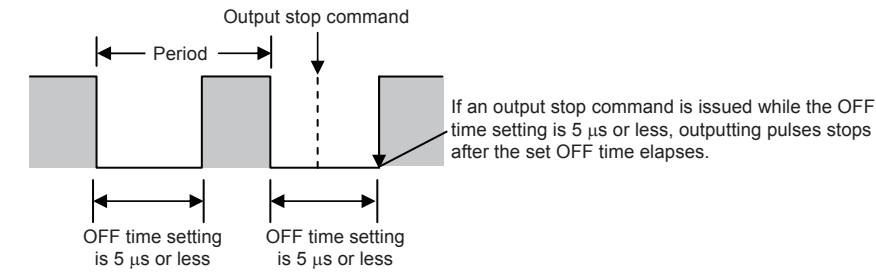 Output stop command
Period
If an output stop command is issued while the OFF
time setting is 5 μs or less, outputting pulses stops
after the set OFF time elapses.
OFF time setting
is 5 μs or less
OFF time setting
is 5 μs or less